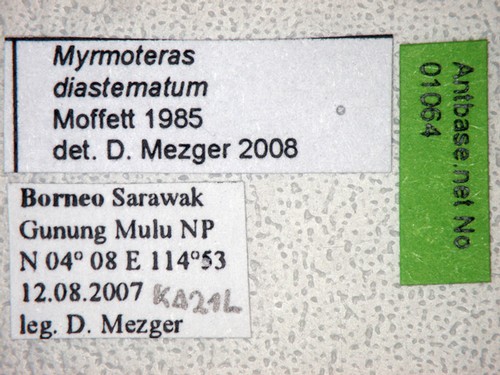 Myrmoteras
diastematum
Moffett 1985
det. D. Mezger 2008
Antbase.net No
01064
Borneo Sarawak
Gunung Mulu NP
N 04° 08 E 114°53
12.08.2007 KA21L
leg. D. Mezger